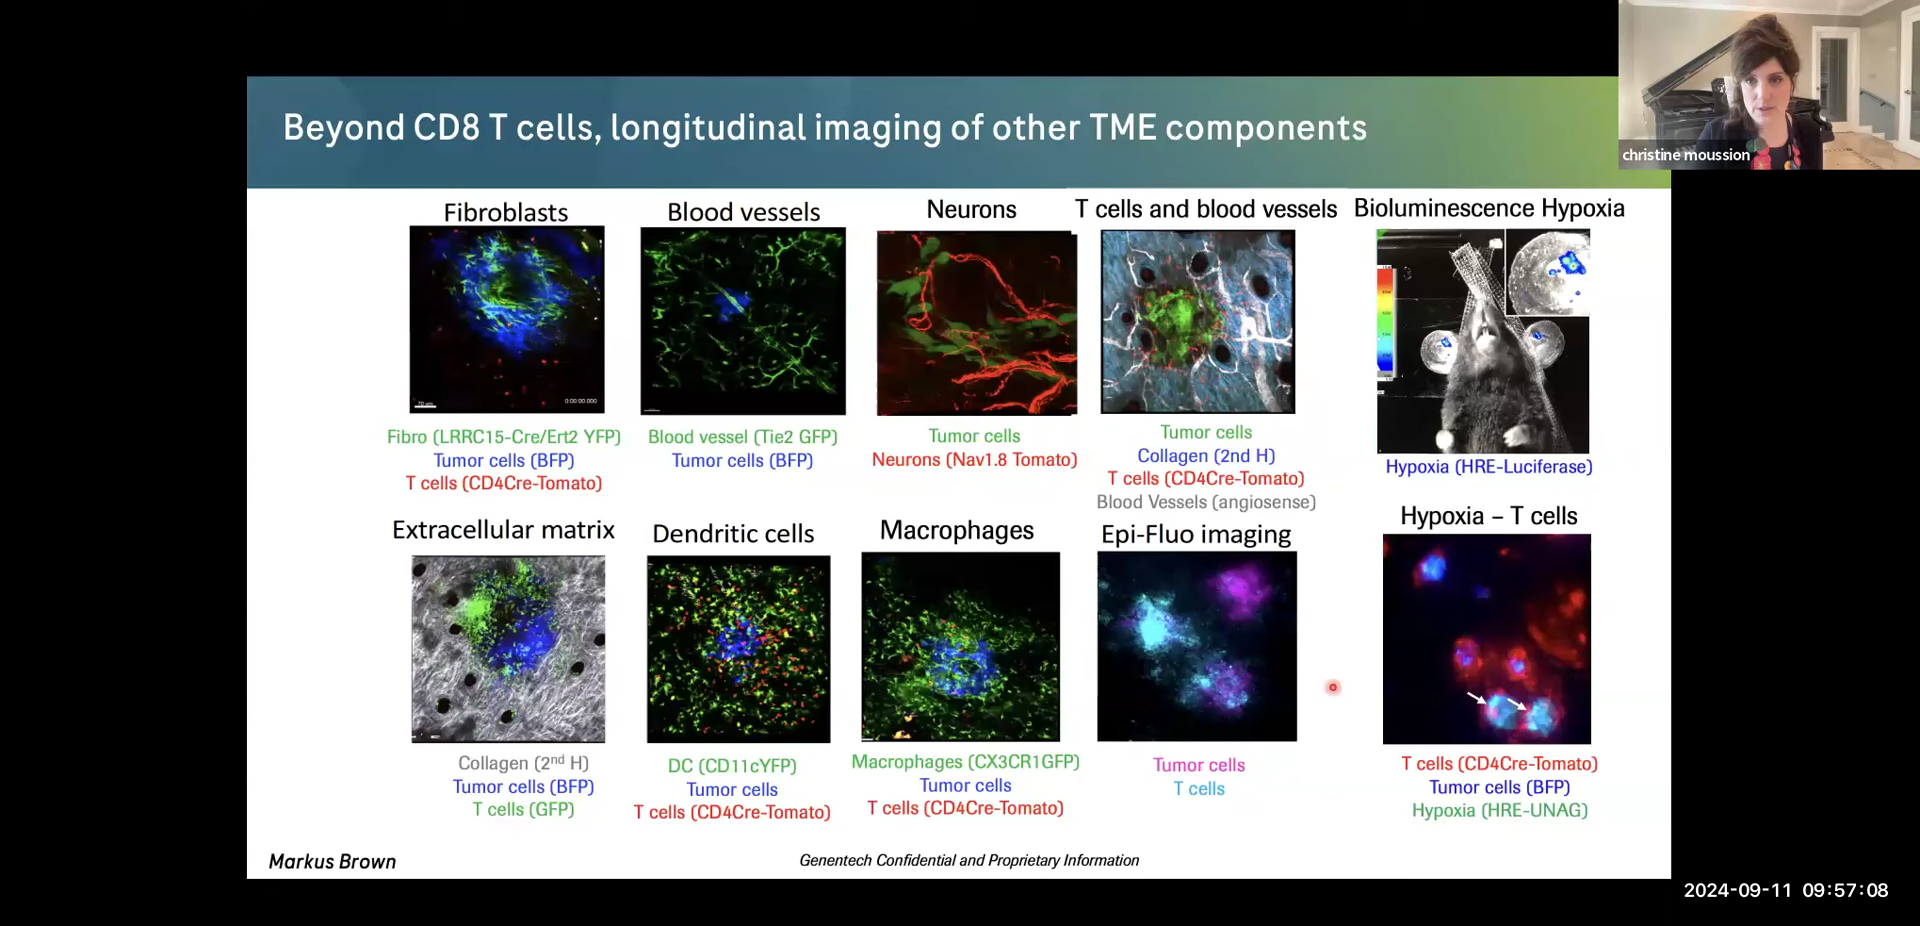 Beyond CD8 T cells, longitudinal imaging of other TME components
christine moussion
Fibroblasts
Fibro (LRRC15-Cre/Ert2 YFP)
Tumor cells (BFP)
T cells (CD4Cre-Tomato)
Blood vessels
Blood vessel (Tie2 GFP)
Tumor cells (BFP)
Neurons
Tumor cells
Neurons (Nav1.8 Tomato)
T cells and blood vessels
Tumor cells
Collagen (2nd H)
T cells (CD4Cre-Tomato)
Blood Vessels (angiosense)
Bioluminescence Hypoxia
Hypoxia (HRE-Luciferase)
Extracellular matrix
Collagen (2nd H)
Tumor cells (BFP)
T cells (GFP)
Dendritic cells
DC (CD11cYFP)
Tumor cells
T cells (CD4Cre-Tomato)
Macrophages
Macrophages (CX3CR1GFP)
Tumor cells
T cells (CD4Cre-Tomato)
Epi-Fluo imaging
Tumor cells
T cells
Hypoxia – T cells
T cells (CD4Cre-Tomato)
Tumor cells (BFP)
Hypoxia (HRE-UNAG)
Markus Brown
Genentech Confidential and Proprietary Information
2024-09-11 09:57:08